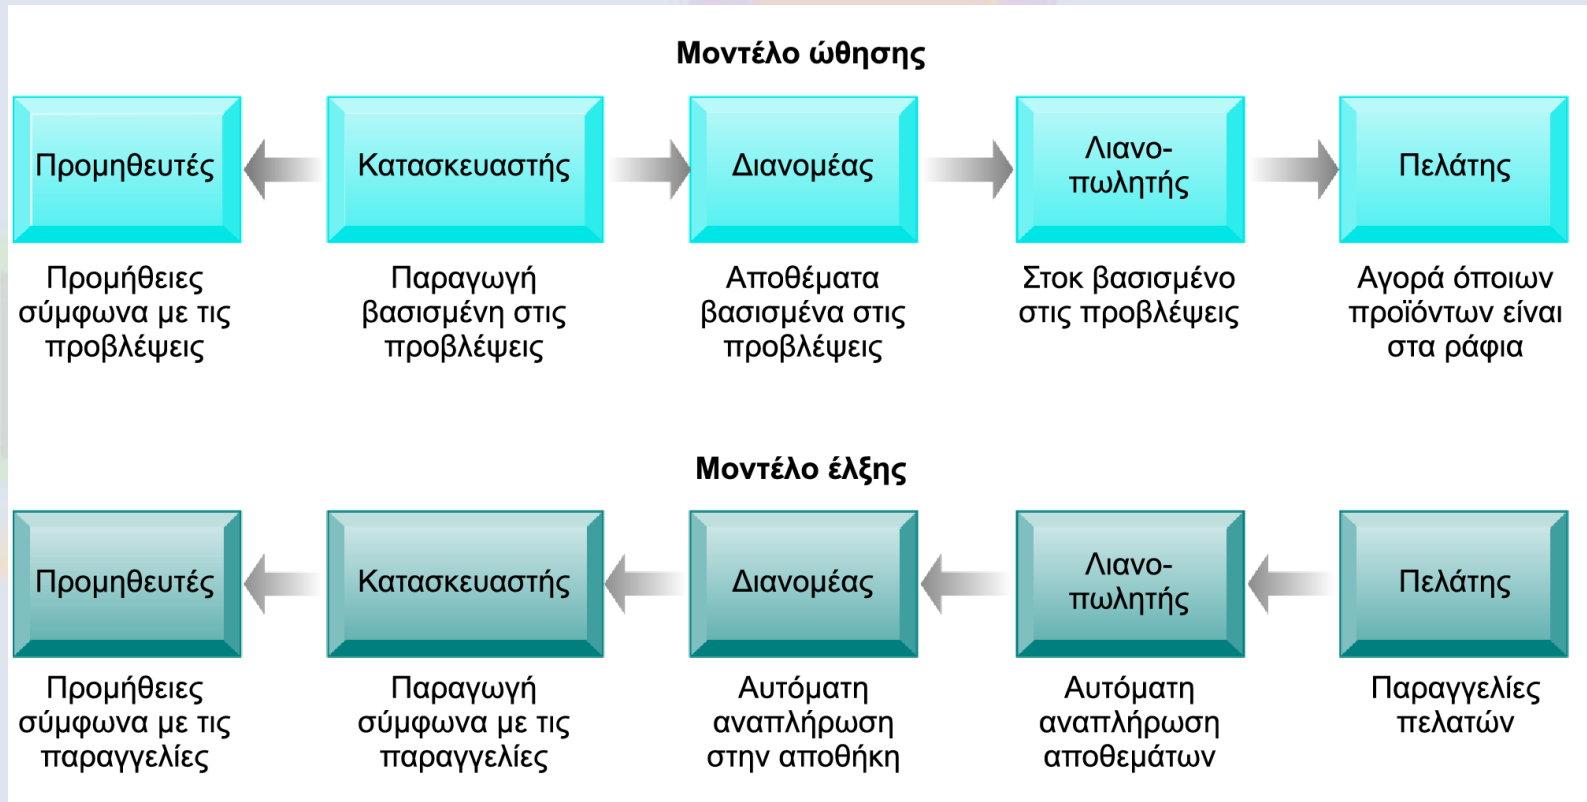 Μοντέλο ώθησης
Προμηθευτές
Κατασκευαστής
Διανομέας
Λιανο-
πωλητής
Πελάτης
Προμήθειες
σύμφωνα με τις
προβλέψεις
Παραγωγή
βασισμένη στις
προβλέψεις
Αποθέματα
βασισμένα στις
προβλέψεις
Στοκ βασισμένο
στις προβλέψεις
Αγορά όποιων
προϊόντων είναι
στα ράφια
Μοντέλο έλξης
Προμηθευτές
Κατασκευαστής
Διανομέας
Λιανο-
πωλητής
Πελάτης
Προμήθειες
σύμφωνα με τις
παραγγελίες
Παραγωγή
σύμφωνα με τις
παραγγελίες
Αυτόματη
αναπλήρωση
στην αποθήκη
Αυτόματη
αναπλήρωση
αποθεμάτων
Παραγγελίες
πελατών